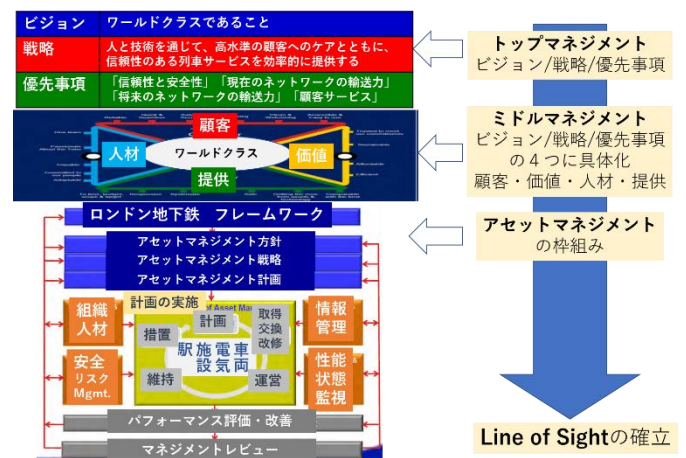 ビジョン ワールドクラスであること
戦略 人と技術を通じて、高水準の顧客へのケアとともに、
信頼性のある列車サービスを効率的に提供する
優先事項 「信頼性と安全性」「現在のネットワークの輸送力」
「将来のネットワークの輸送力」「顧客サービス」
顧客
人材 ワールドクラス 価値
提供
ロンドン地下鉄 フレームワーク
アセットマネジメント方針
アセットマネジメント戦略
アセットマネジメント計画
計画の実施
of Asset Ma
組織
人材
安全
リスク
Mgmt.
計画
取得
交換
改修
措置
駅施電車
設気両
維持
運営
情報
管理
性能
状態
監視
パフォーマンス評価・改善
マネジメントレビュー
トップマネジメント
ビジョン/戦略/優先事項
ミドルマネジメント
ビジョン/戦略/優先事項
の４つに具体化
顧客・価値・人材・提供
アセットマネジメント
の枠組み
Line of Sightの確立